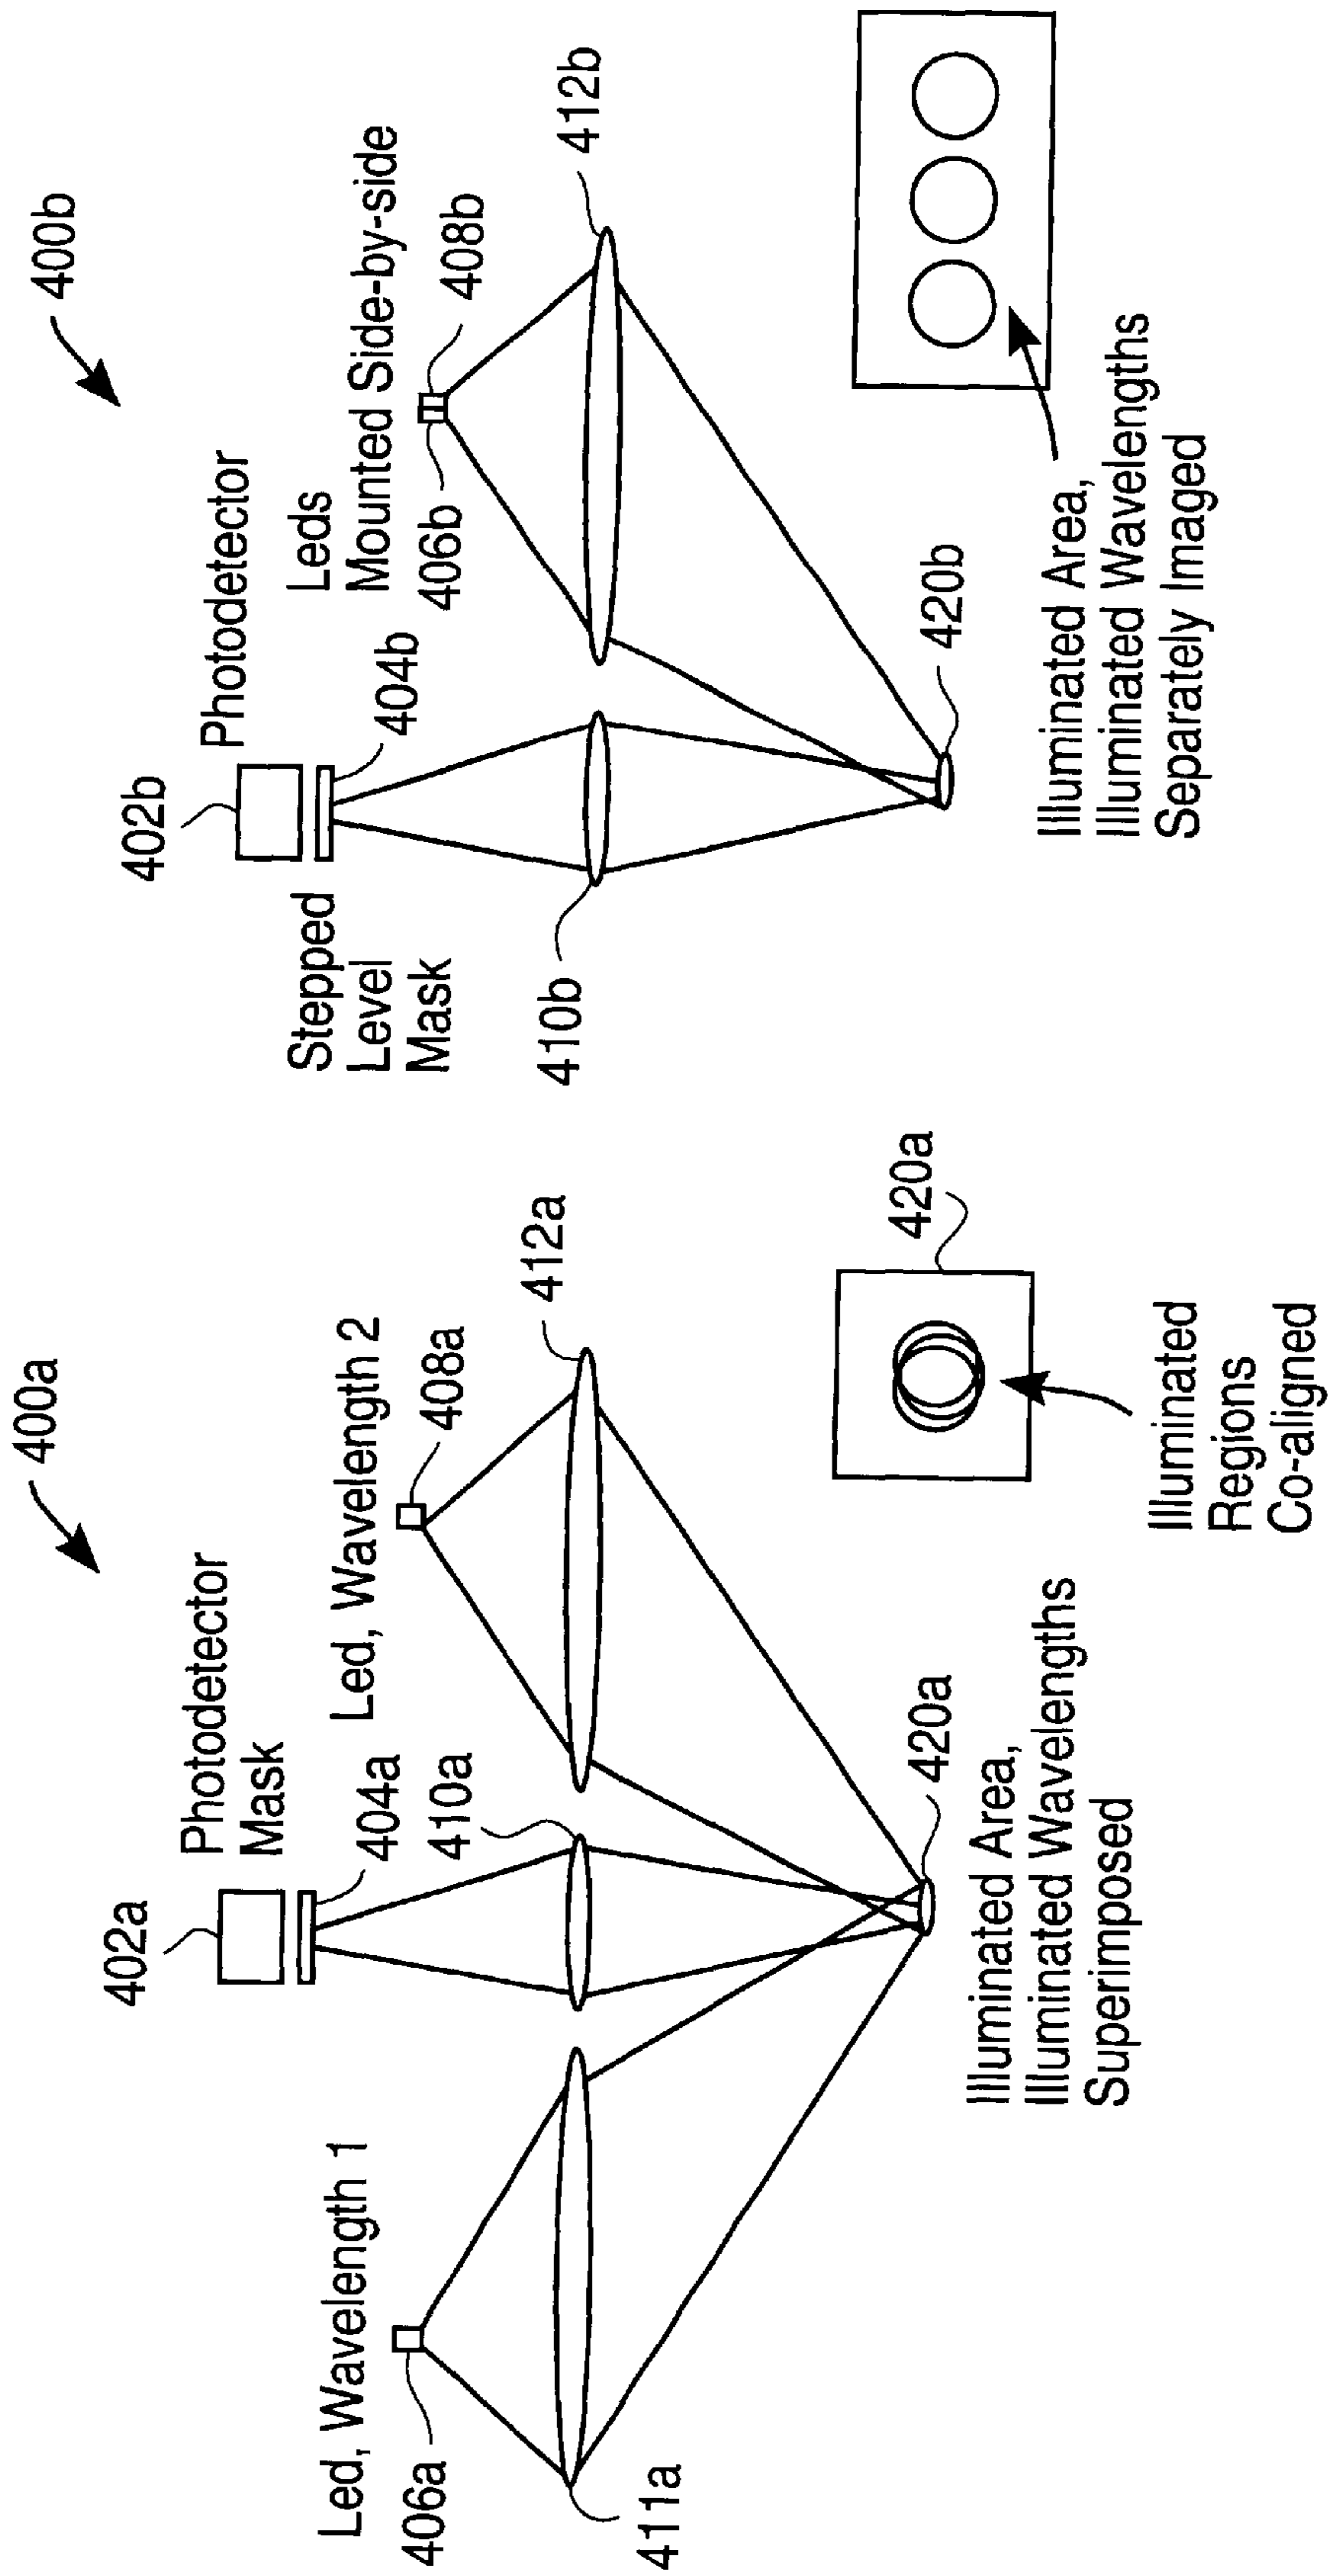 400a
402a
Photodetector
Mask
404a
410a
Led, Wavelength 1
406a
411a
Led, Wavelength 2
408a
412a
420a
Illuminated Area,
Illuminated Wavelengths
Superimposed
420a
Illuminated
Regions
Co-aligned
400b
402b
Photodetector
Stepped
Level
Mask
404b
Leds
Mounted Side-by-side
406b
408b
410b
412b
420b
Illuminated Area,
Illuminated Wavelengths
Separately Imaged